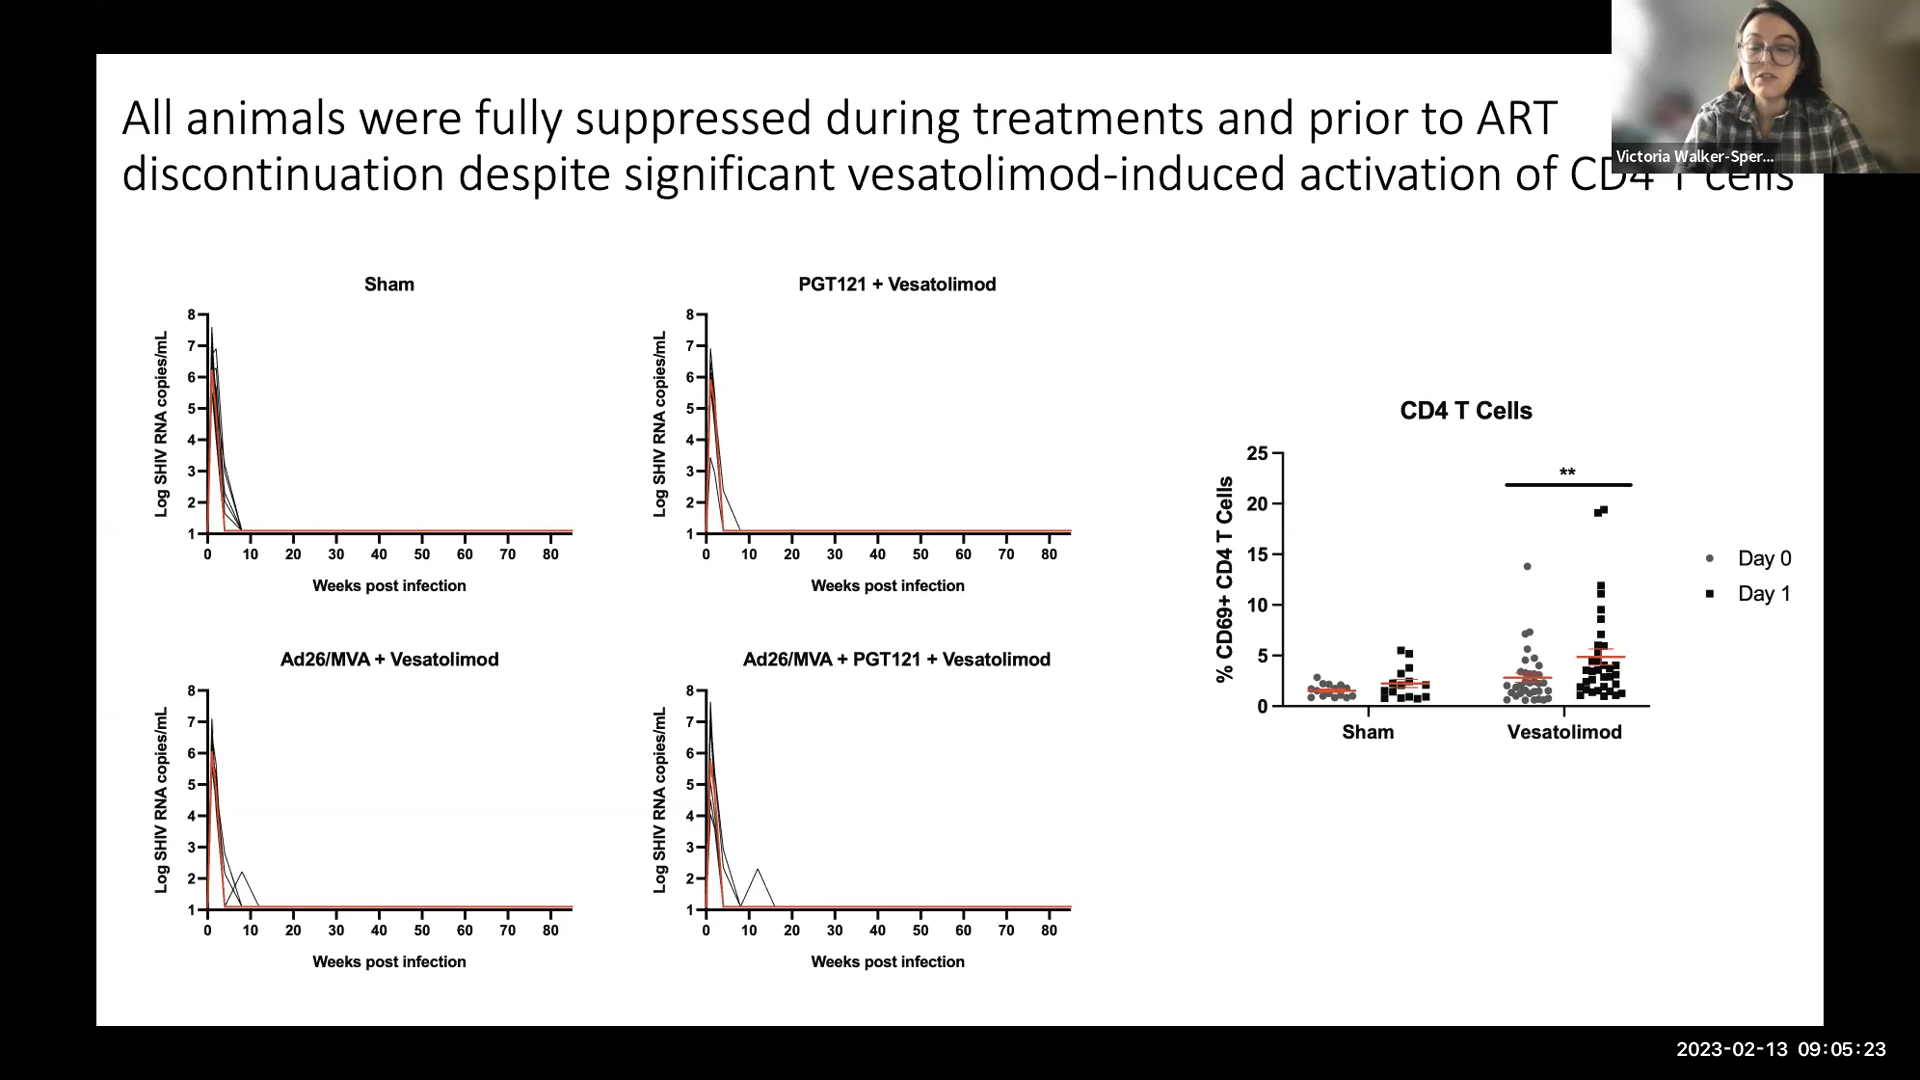 All animals were fully suppressed during treatments and prior to ART
discontinuation despite significant vesatolimod-induced activation of CD4 T cells
Victoria Walker-Sper...
Sham
Log SHIV RNA copies/mL
8
7
6
5
4
3
2
1
0 10 20 30 40 50 60 70 80
Weeks post infection
PGT121 + Vesatolimod
Log SHIV RNA copies/mL
8
7
6
5
4
3
2
1
0 10 20 30 40 50 60 70 80
Weeks post infection
Ad26/MVA + Vesatolimod
Log SHIV RNA copies/mL
8
7
6
5
4
3
2
1
0 10 20 30 40 50 60 70 80
Weeks post infection
Ad26/MVA + PGT121 + Vesatolimod
Log SHIV RNA copies/mL
8
7
6
5
4
3
2
1
0 10 20 30 40 50 60 70 80
Weeks post infection
CD4 T Cells
% CD69+ CD4 T Cells
25
20
15
10
5
0
**
Sham Vesatolimod
Day 0
Day 1
2023-02-13 09:05:23